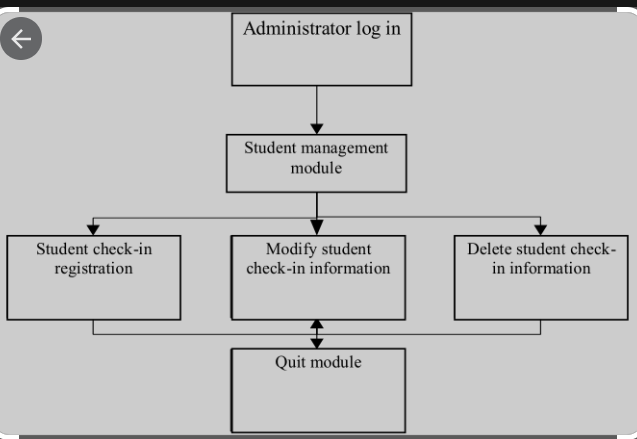 Administrator log in
Student management
module
Student check-in
registration
Modify student
check-in information
Delete student check-
in information
Quit module